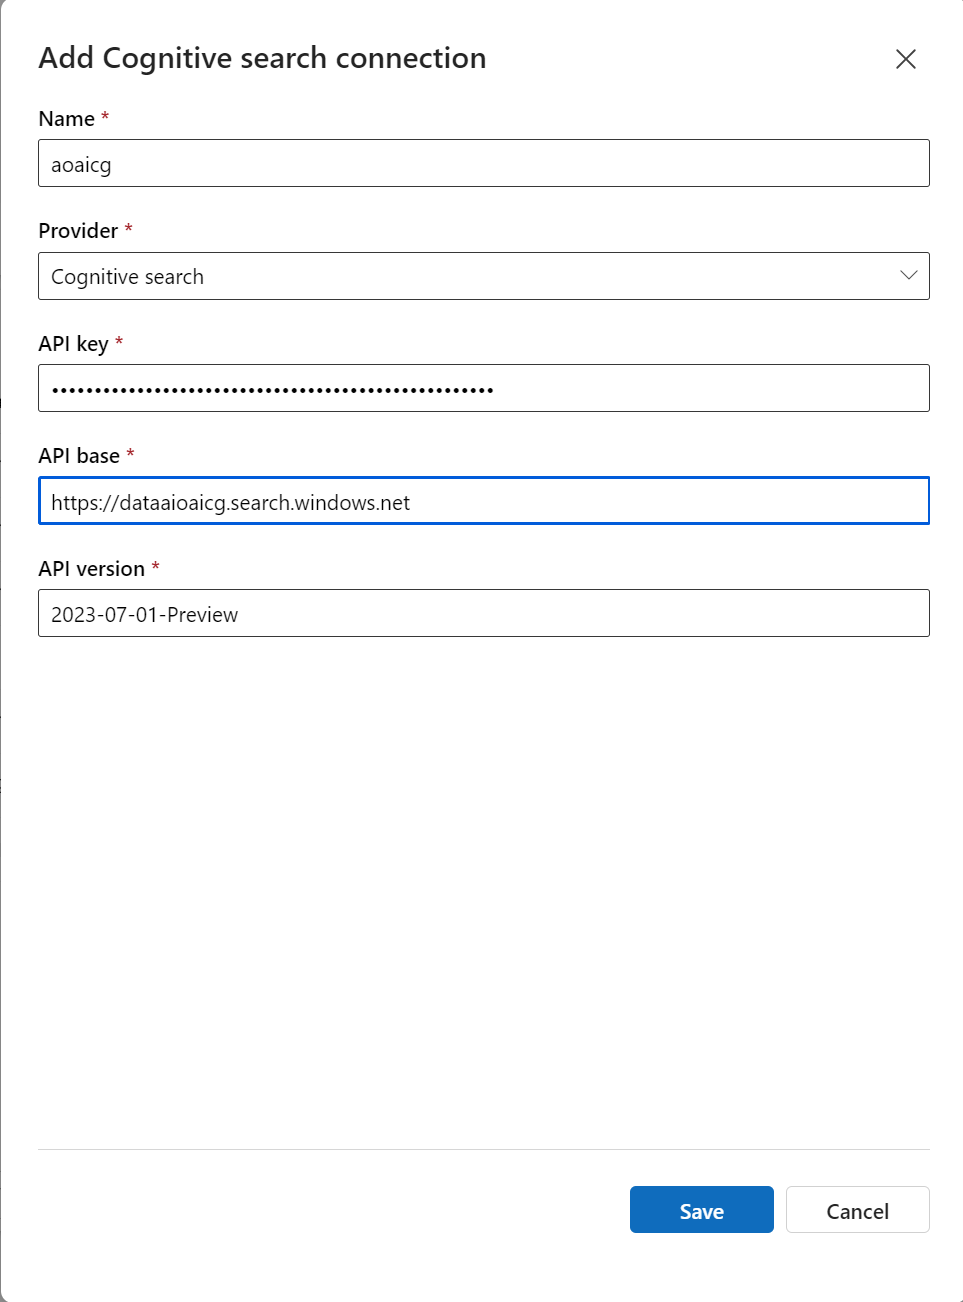 Add Cognitive search connection
Name *
aoaicg
Provider *
Cognitive search
API key *
••••••••••••••••••••••••••••••••••••••••••••••••••••
API base *
https://dataaioaicg.search.windows.net
API version *
2023-07-01-Preview
Save Cancel